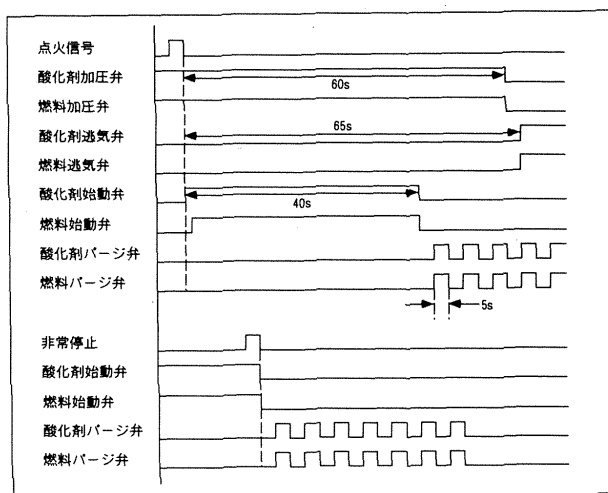 点火信号
酸化剤加圧弁
60s
燃料加圧弁
65s
酸化剤逃気弁
燃料逃気弁
酸化剤始動弁
40s
燃料始動弁
酸化剤パージ弁
燃料パージ弁
5s
非常停止
酸化剤始動弁
燃料始動弁
酸化剤パージ弁
燃料パージ弁